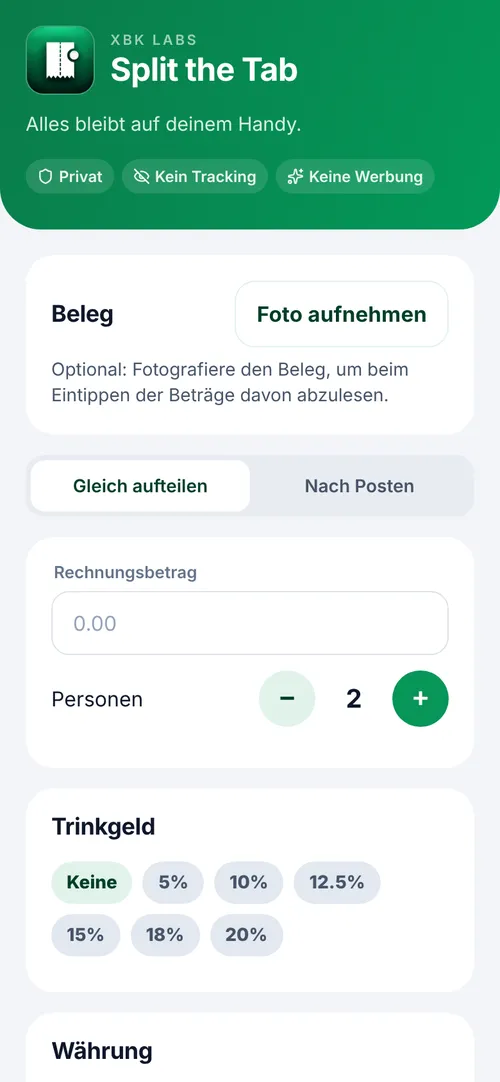 XBK LABS
Split the Tab
Alles bleibt auf deinem Handy.
Privat
Kein Tracking
Keine Werbung
Beleg
Foto aufnehmen
Optional: Fotografiere den Beleg, um beim
Eintippen der Beträge davon abzulesen.
Gleich aufteilen
Nach Posten
Rechnungsbetrag
0.00
Personen
−
2
+
Trinkgeld
Keine
5%
10%
12.5%
15%
18%
20%
Währung